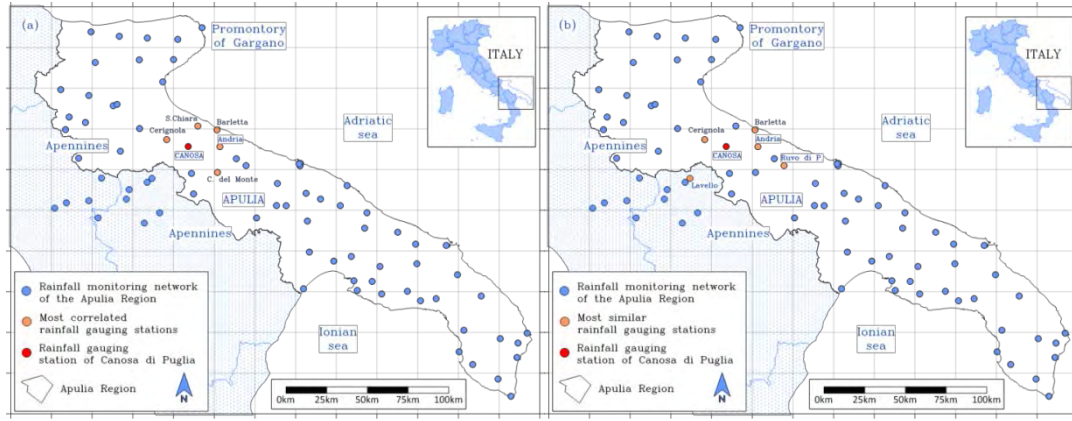 (a)
Promontory
of Gargano
ITALY
S.Chiara
Barletta
Cerignola
Andria
Adriatic
sea
Apennines
CANOSA
C. del Monte
APULIA
Apennines
Rainfall monitoring network
of the Apulia Region
Most correlated
rainfall gauging stations
Rainfall gauging
station of Canosa di Puglia
Apulia Region
N
Ionian
sea
0km 25km 50km 75km 100km
(b)
Promontory
of Gargano
ITALY
Barletta
Cerignola
Andria
Adriatic
sea
Apennines
CANOSA
Ruvo di P.
Lavello
APULIA
Apennines
Rainfall monitoring network
of the Apulia Region
Most similar
rainfall gauging stations
Rainfall gauging
station of Canosa di Puglia
Apulia Region
N
Ionian
sea
0km 25km 50km 75km 100km